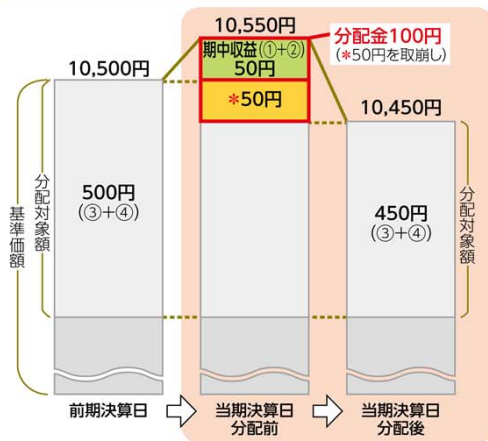 10,500円
10,550円
期中収益(①+②)
50円
*50円
分配金100円
(*50円を取崩し)
10,450円
基準価額
分配対象額
500円
(③+④)
450円
(③+④)
分配対象額
前期決算日
当期決算日
分配前
当期決算日
分配後